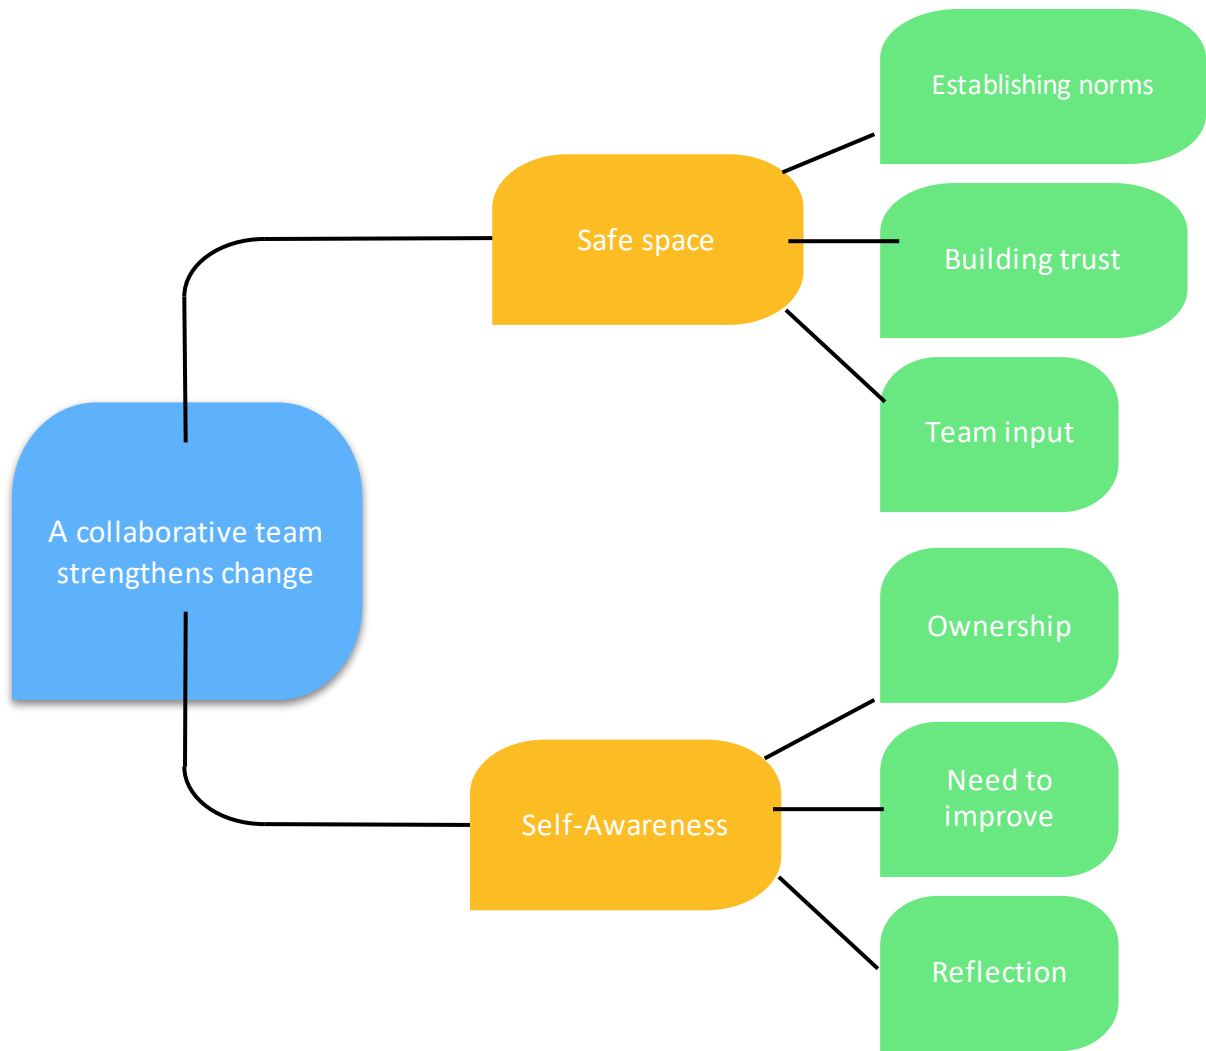 Establishing norms
Safe space
Building trust
Team input
A collaborative team
strengthens change
Ownership
Need to
improve
Self-Awareness
Reflection